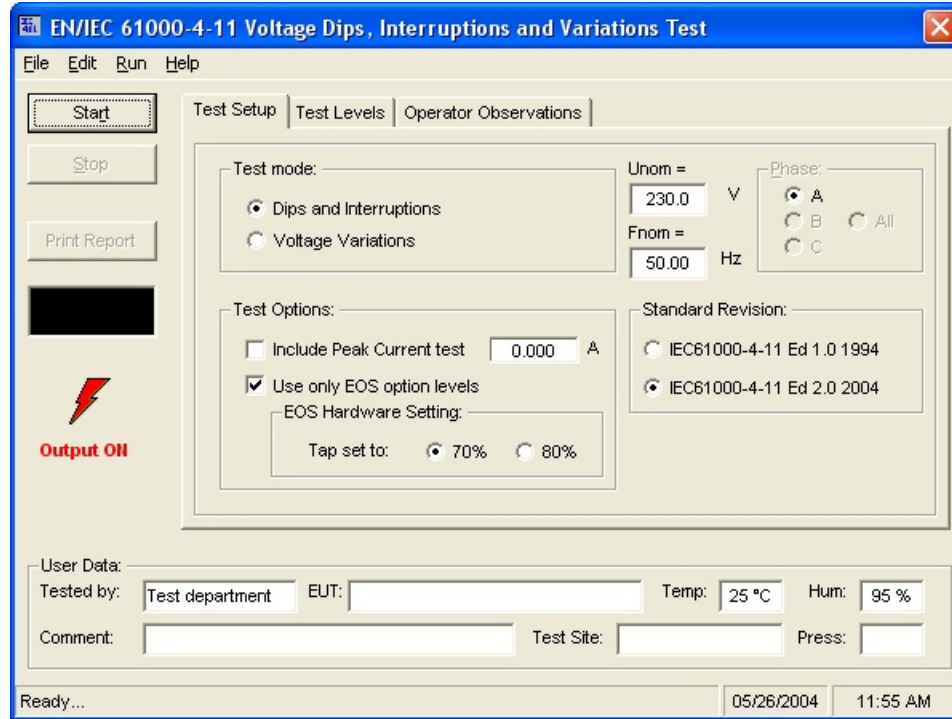 EN/IEC 61000-4-11 Voltage Dips, Interruptions and Variations Test
File Edit Run Help
Start
Stop
Print Report
Output ON
Test Setup Test Levels Operator Observations
Test mode:
Dips and Interruptions
Voltage Variations
Unom =
230.0 V
Fnom =
50.00 Hz
Phase:
A
B All
C
Test Options:
Include Peak Current test 0.000 A
Use only EOS option levels
EOS Hardware Setting:
Tap set to: 70% 80%
Standard Revision:
IEC61000-4-11 Ed 1.0 1994
IEC61000-4-11 Ed 2.0 2004
User Data:
Tested by: Test department EUT: Temp: 25 °C Hum: 95 %
Comment: Test Site: Press:
Ready... 05/26/2004 11:55 AM